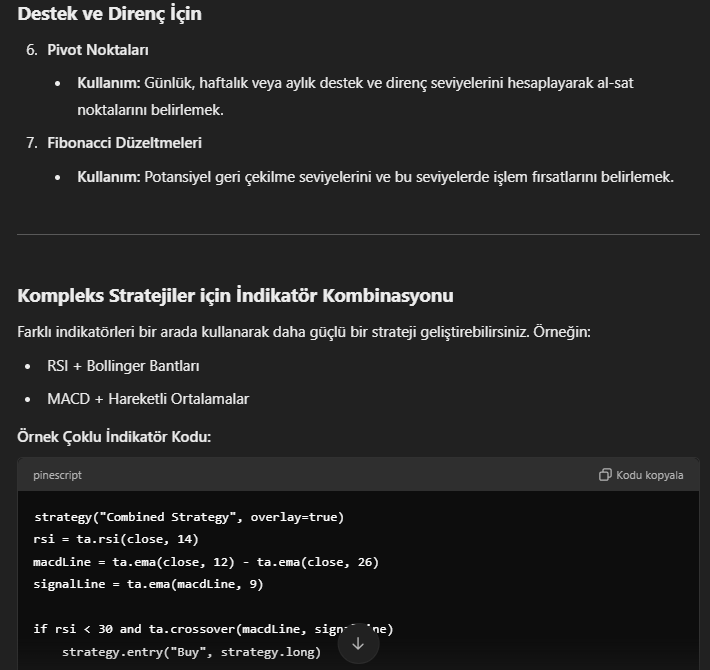 Destek ve Direnç İçin
6. Pivot Noktaları
• Kullanım: Günlük, haftalık veya aylık destek ve direnç seviyelerini hesaplayarak al-sat
noktalarını belirlemek.
7. Fibonacci Düzeltmeleri
• Kullanım: Potansiyel geri çekilme seviyelerini ve bu seviyelerde işlem fırsatlarını belirlemek.
Kompleks Stratejiler için İndikatör Kombinasyonu
Farklı indikatörleri bir arada kullanarak daha güçlü bir strateji geliştirebilirsiniz. Örneğin:
• RSI + Bollinger Bantları
• MACD + Hareketli Ortalamalar
Örnek Çoklu İndikatör Kodu:
pinescript
Kodu kopyala
strategy("Combined Strategy", overlay=true)
rsi = ta.rsi(close, 14)
macdLine = ta.ema(close, 12) - ta.ema(close, 26)
signalLine = ta.ema(macdLine, 9)
if rsi < 30 and ta.crossover(macdLine, signalLine)
strategy.entry("Buy", strategy.long)